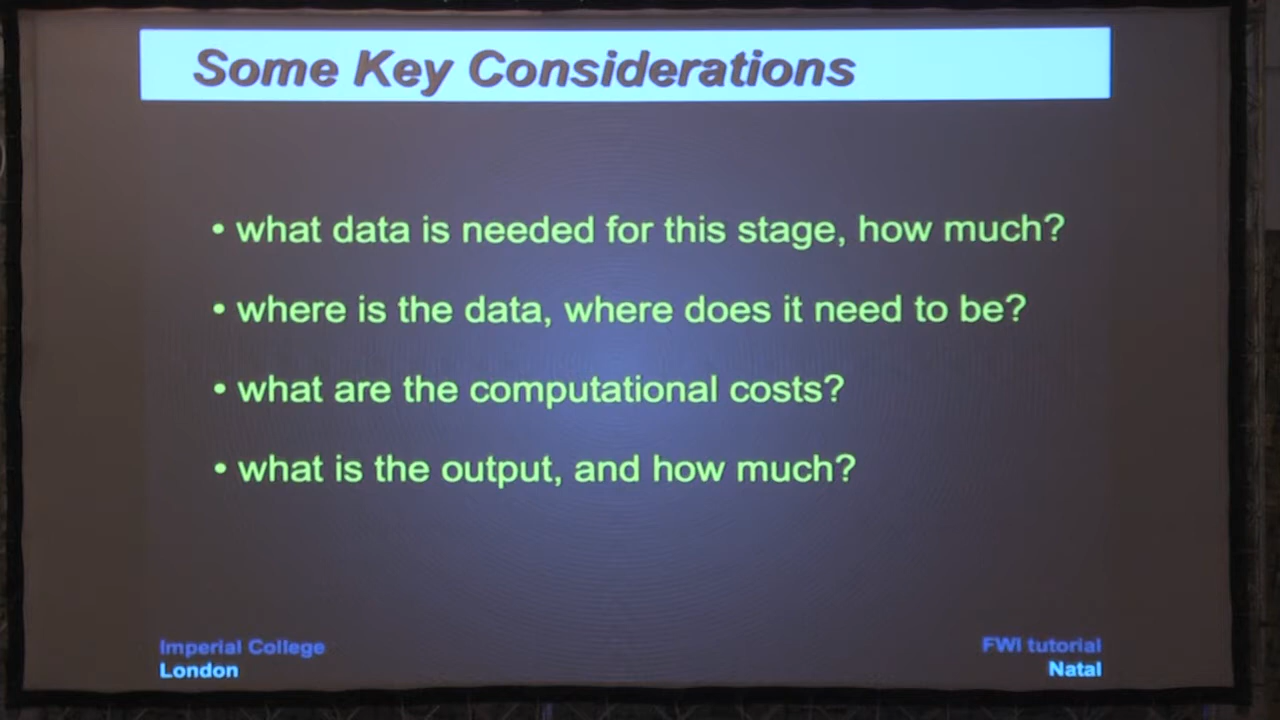 Some Key Considerations
• what data is needed for this stage, how much?
• where is the data, where does it need to be?
• what are the computational costs?
• what is the output, and how much?
Imperial College
London
FWI tutorial
Natal